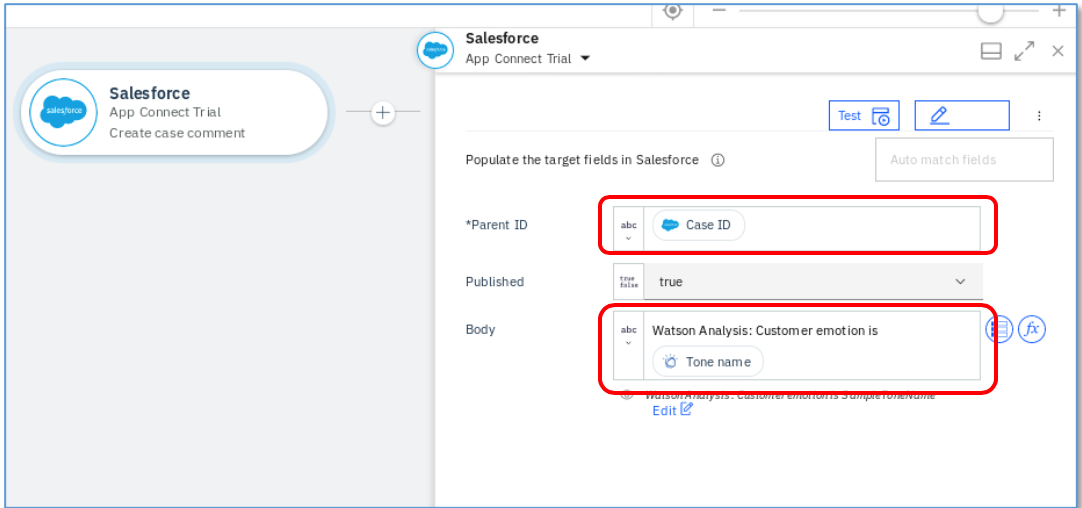 Salesforce
App Connect Trial
Create case comment
salesforce
Salesforce
App Connect Trial
Test
Populate the target fields in Salesforce
Auto match fields
*Parent ID
abc
Case ID
Published
true
false
true
Body
abc
Watson Analysis: Customer emotion is
Tone name
fx
Watson Analysis: Customer emotion is SampleToneName
Edit